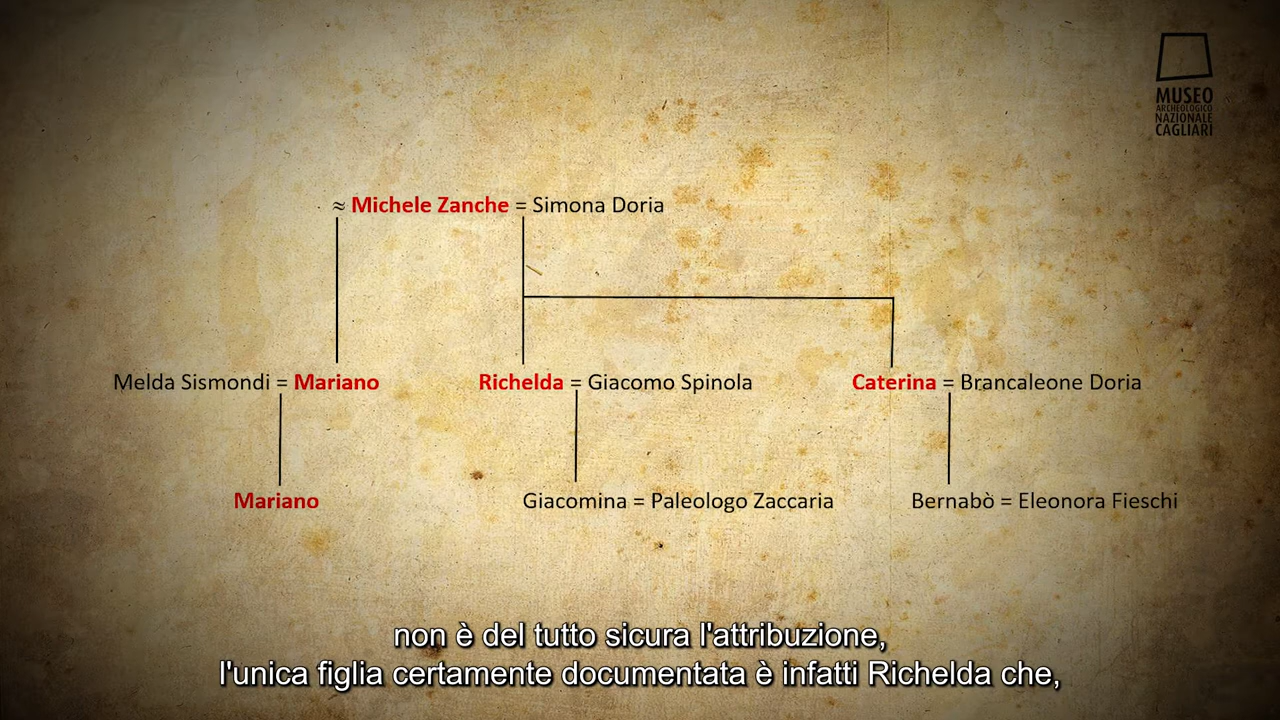 MUSEO
ARCHEOLOGICO
NAZIONALE
CAGLIARI
≈ Michele Zanche = Simona Doria
Melda Sismondi = Mariano
Richelda = Giacomo Spinola
Caterina = Brancaleone Doria
Mariano
Giacomina = Paleologo Zaccaria
Bernabò = Eleonora Fieschi
non è del tutto sicura l'attribuzione,
l'unica figlia certamente documentata è infatti Richelda che,